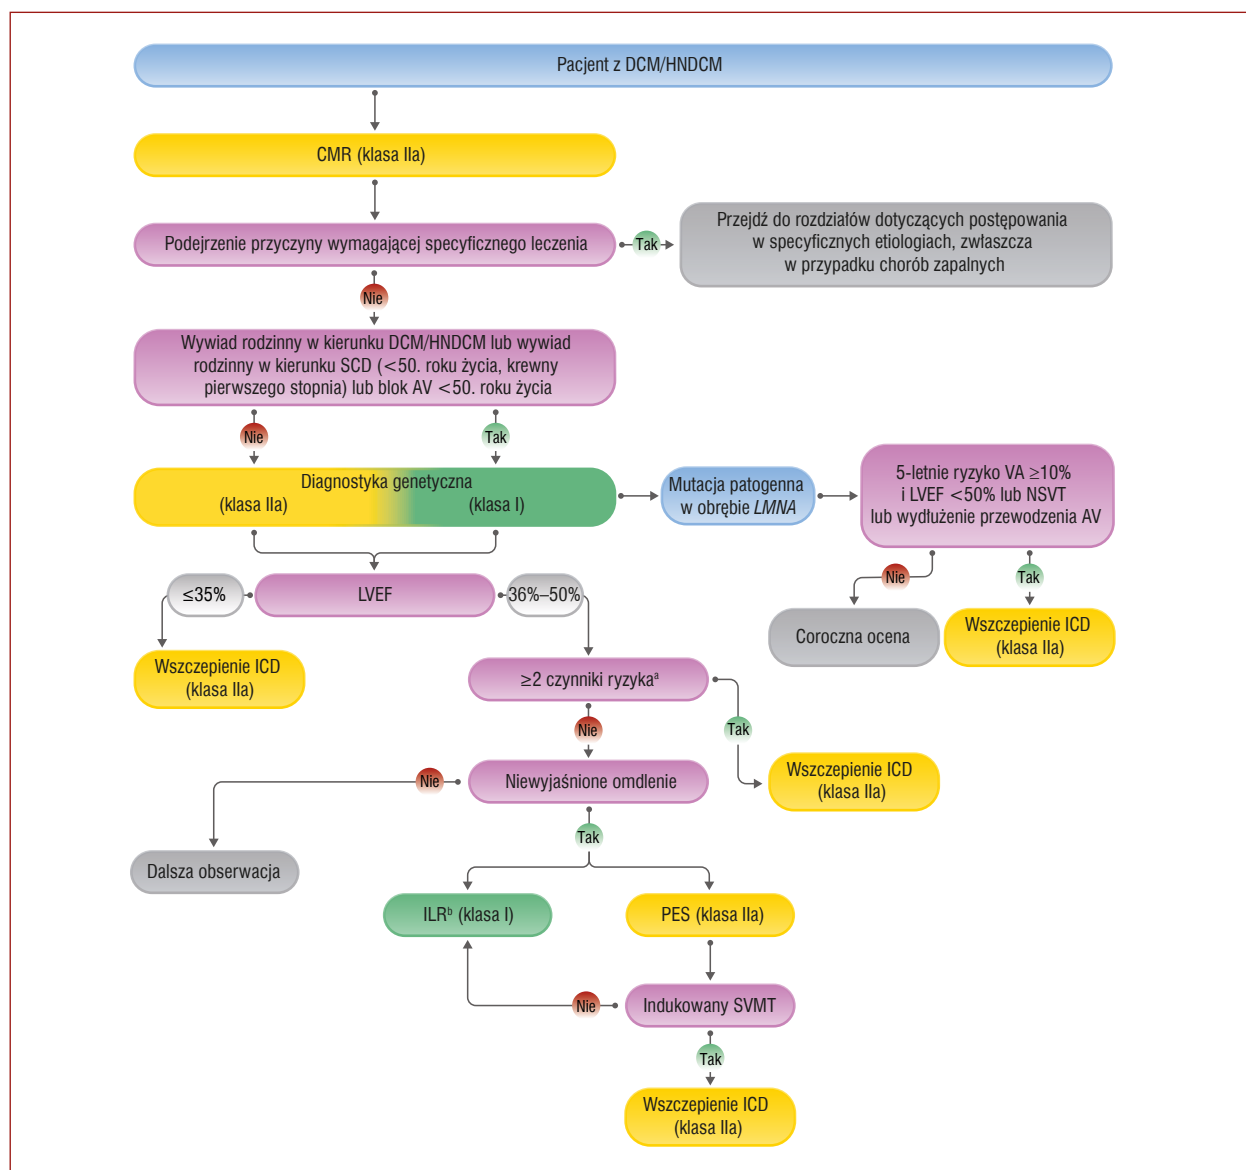 Pacjent z DCM/HNDCM
CMR (klasa IIa)
Podejrzenie przyczyny wymagającej specyficznego leczenia
Tak
Przejdź do rozdziałów dotyczących postępowania
w specyficznych etiologiach, zwłaszcza
w przypadku chorób zapalnych
Nie
Wywiad rodzinny w kierunku DCM/HNDCM lub wywiad
rodzinny w kierunku SCD (<50. roku życia, krewny
pierwszego stopnia) lub blok AV <50. roku życia
Nie
Tak
Diagnostyka genetyczna
(klasa IIa)
(klasa I)
Mutacja patogenna
w obrębie LMNA
5-letnie ryzyko VA ≥10%
i LVEF <50% lub NSVT
lub wydłużenie przewodzenia AV
Nie
Tak
Coroczna ocena
Wszczepienie ICD
(klasa IIa)
≤35%
LVEF
36%–50%
Wszczepienie ICD
(klasa IIa)
≥2 czynniki ryzykaᵃ
Nie
Tak
Wszczepienie ICD
(klasa IIa)
Niewyjaśnione omdlenie
Nie
Tak
Dalsza obserwacja
ILRᵇ (klasa I)
PES (klasa IIa)
Nie
Indukowany SVMT
Tak
Wszczepienie ICD
(klasa IIa)